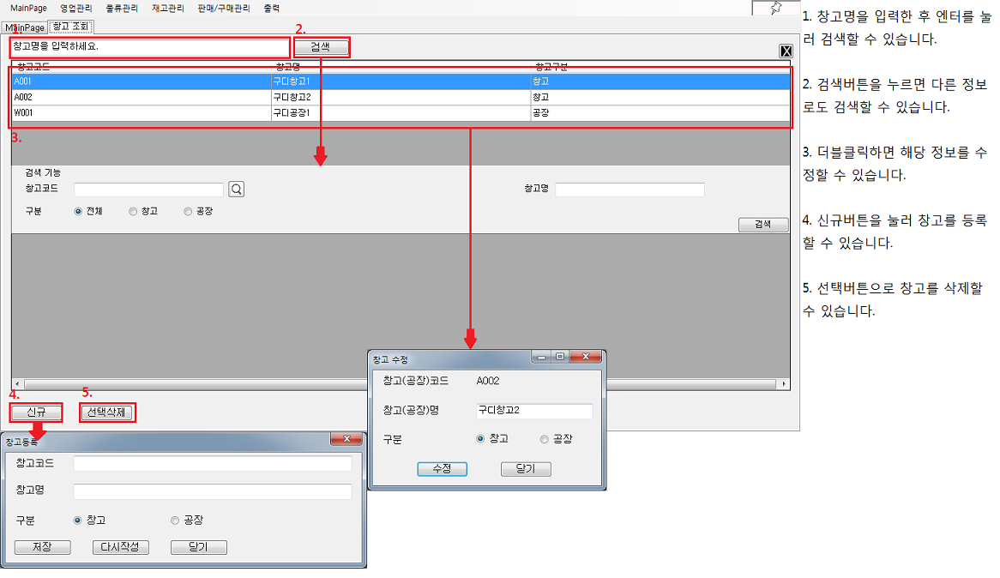 MainPage 영업관리 물류관리 재고관리 판매/구매관리 출력
MainPage 창고 조회
1.
2.
창고명을 입력하세요.
검색
X
창고코드 창고명 창고구분
A001 구디창고1 창고
A002 구디창고2 창고
W001 구디공장1 공장
3.
검색 기능
창고코드
창고명
구분 전체 창고 공장
검색
4.
5.
신규
선택삭제
창고등록
창고코드
창고명
구분 창고 공장
저장 다시작성 닫기
창고 수정
창고(공장)코드 A002
창고(공장)명 구디창고2
구분 창고 공장
수정 닫기
1. 창고명을 입력한 후 엔터를 눌
러 검색할 수 있습니다.
2. 검색버튼을 누르면 다른 정보
로도 검색할 수 있습니다.
3. 더블클릭하면 해당 정보를 수
정할 수 있습니다.
4. 신규버튼을 눌러 창고를 등록
할 수 있습니다.
5. 선택버튼으로 창고를 삭제할
수 있습니다.